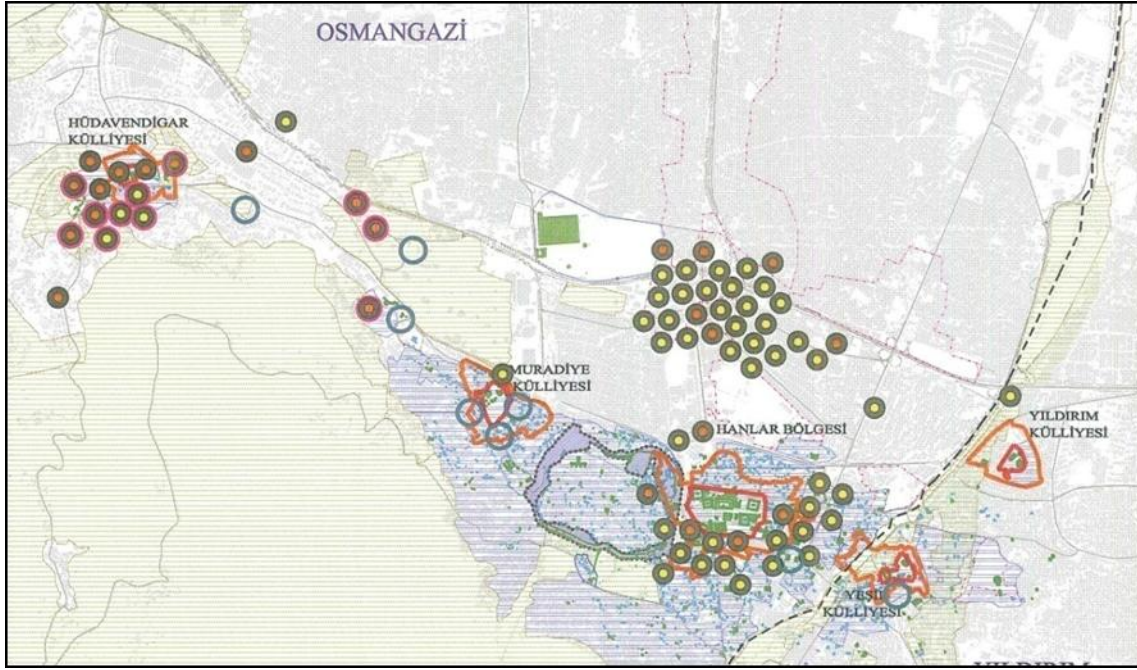 OSMANGAZİ
HÜDAVENDİGAR
KÜLLİYESİ
MURADİYE
KÜLLİYESİ
HANLAR BÖLGESİ
YILDIRIM
KÜLLİYESİ
YEŞİL
KÜLLİYESİ